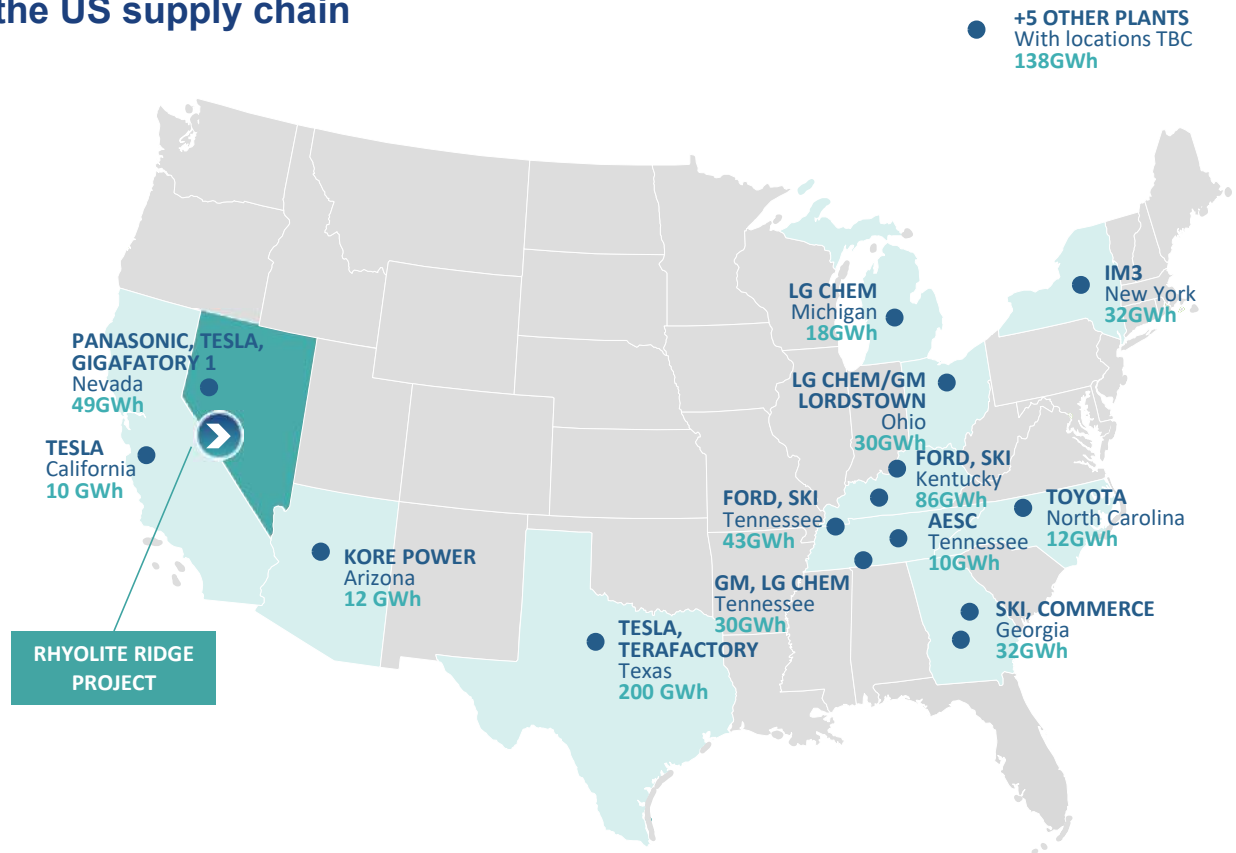 the US supply chain
+5 OTHER PLANTS
With locations TBC
138GWh
IM3
New York
32GWh
LG CHEM
Michigan
18GWh
PANASONIC, TESLA,
GIGAFATORY 1
Nevada
49GWh
LG CHEM/GM
LORDSTOWN
Ohio
30GWh
TESLA
California
10 GWh
FORD, SKI
Kentucky
86GWh
FORD, SKI
Tennessee
43GWh
TOYOTA
North Carolina
12GWh
AESC
Tennessee
10GWh
KORE POWER
Arizona
12 GWh
GM, LG CHEM
Tennessee
30GWh
SKI, COMMERCE
Georgia
32GWh
TESLA,
TERAFACTORY
Texas
200 GWh
RHYOLITE RIDGE
PROJECT